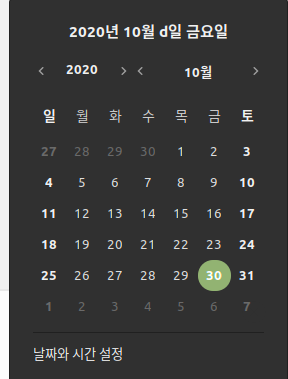 2020년 10월 d일 금요일
‹ 2020 › ‹ 10월 ›
일 월 화 수 목 금 토
27 28 29 30 1 2 3
4 5 6 7 8 9 10
11 12 13 14 15 16 17
18 19 20 21 22 23 24
25 26 27 28 29 30 31
1 2 3 4 5 6 7
날짜와 시간 설정